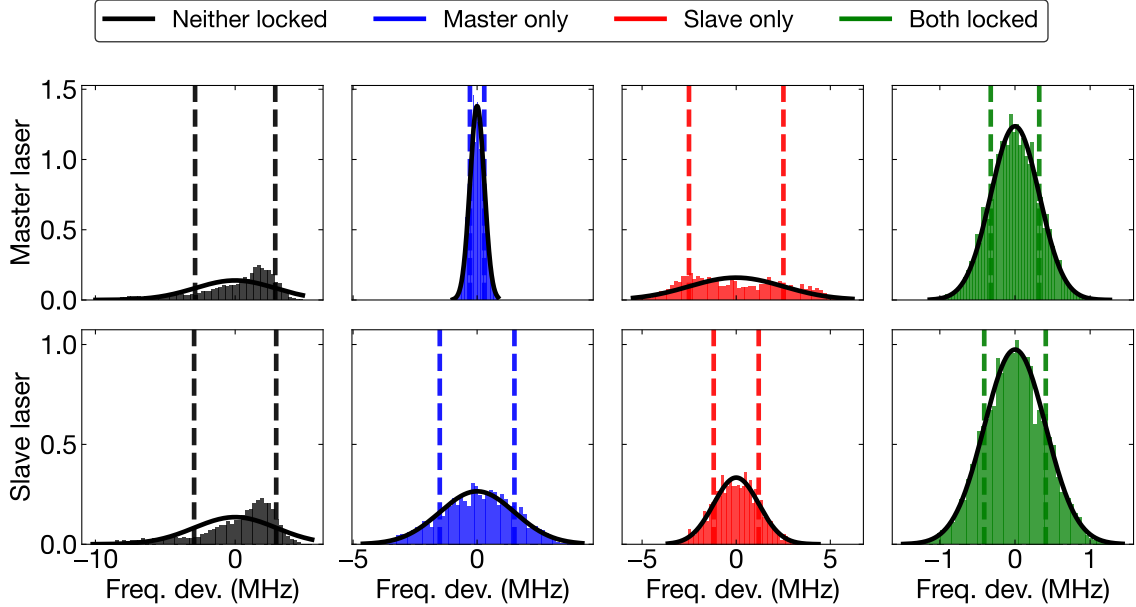 Neither locked Master only Slave only Both locked
Master laser
1.5
1.0
0.5
0.0
Slave laser
1.0
0.5
0.0
−10 0 −5 0 −5 0 5 −1 0 1
Freq. dev. (MHz) Freq. dev. (MHz) Freq. dev. (MHz) Freq. dev. (MHz)